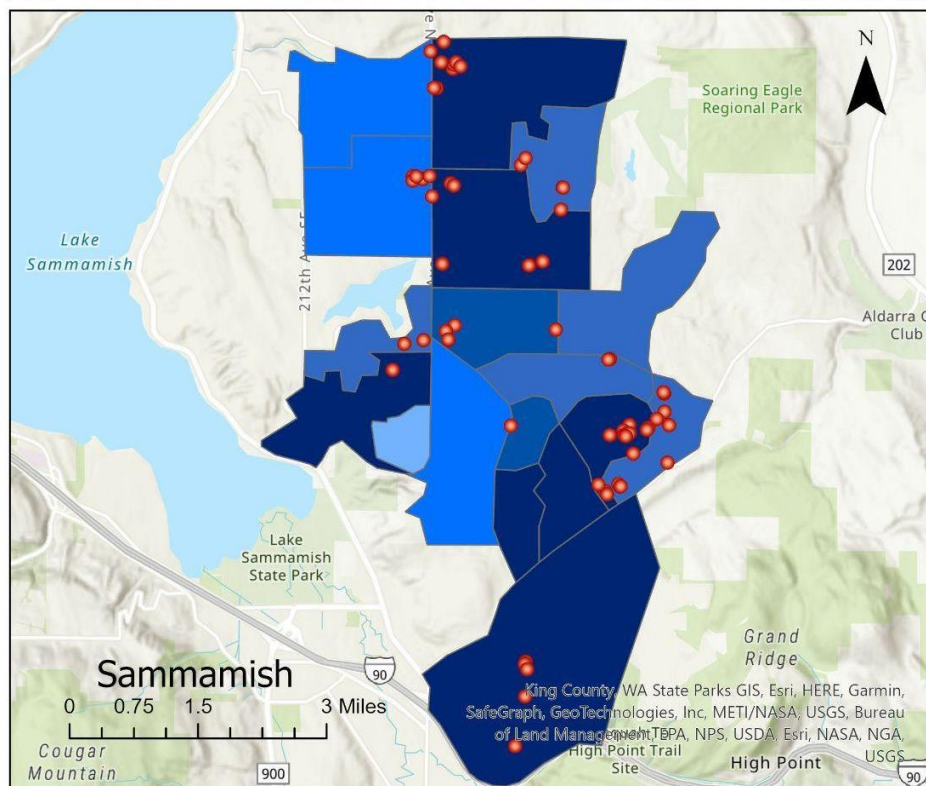 ve N
N
Soaring Eagle
Regional Park
Lake
Sammamish
212th Ave SE
202
Aldarra G
Club
Lake
Sammamish
State Park
90
Grand
Ridge
Sammamish
0 0.75 1.5 3 Miles
King County, WA State Parks GIS, Esri, HERE, Garmin,
SafeGraph, GeoTechnologies, Inc, METI/NASA, USGS, Bureau
of Land Management, EPA, NPS, USDA, Esri, NASA, NGA,
USGS
High Point Trail
Site
High Point
Cougar
Mountain
900
90